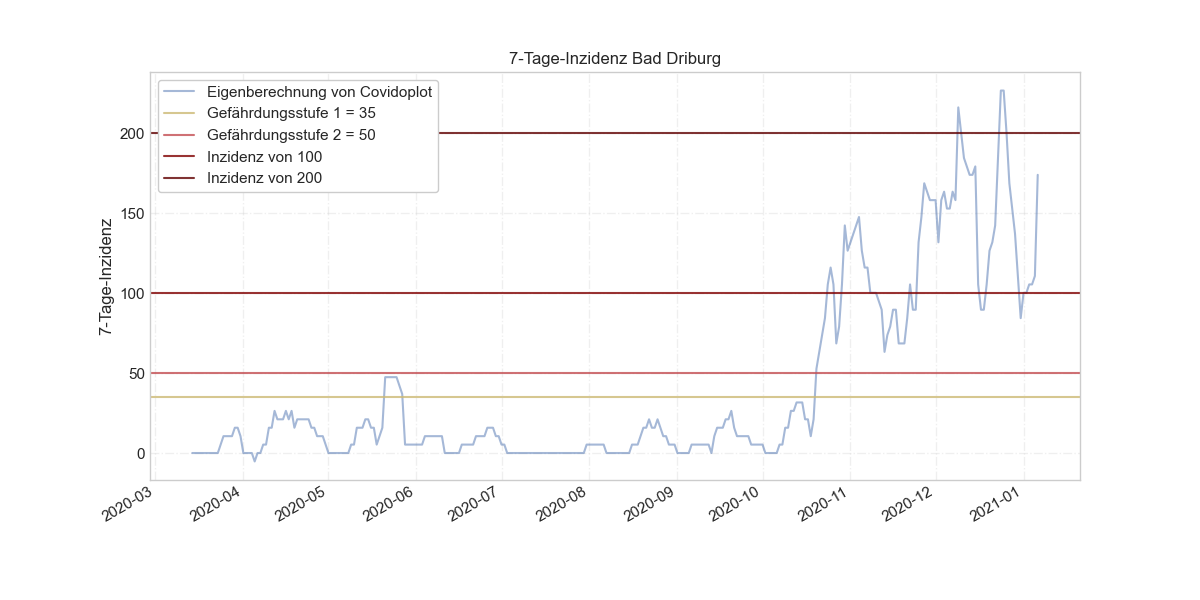 7-Tage-Inzidenz Bad Driburg
Eigenberechnung von Covidoplot
Gefährdungsstufe 1 = 35
Gefährdungsstufe 2 = 50
Inzidenz von 100
Inzidenz von 200
7-Tage-Inzidenz
200
150
100
50
0
2020-03
2020-04
2020-05
2020-06
2020-07
2020-08
2020-09
2020-10
2020-11
2020-12
2021-01